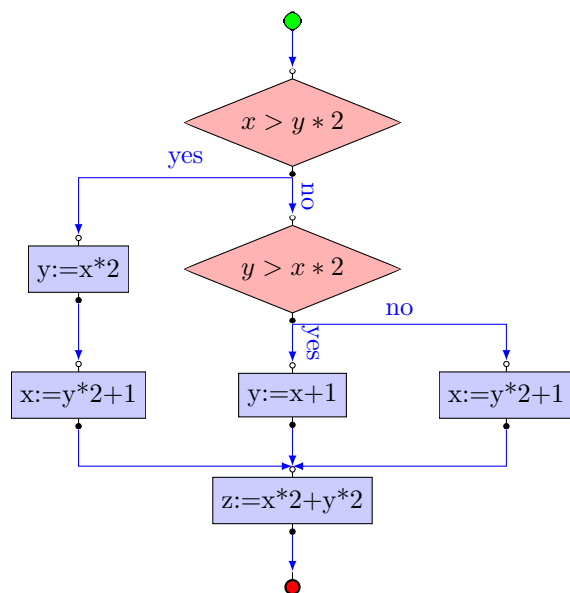 x > y * 2
yes
no
y:=x*2
y > x * 2
no
yes
x:=y*2+1
y:=x+1
x:=y*2+1
z:=x*2+y*2